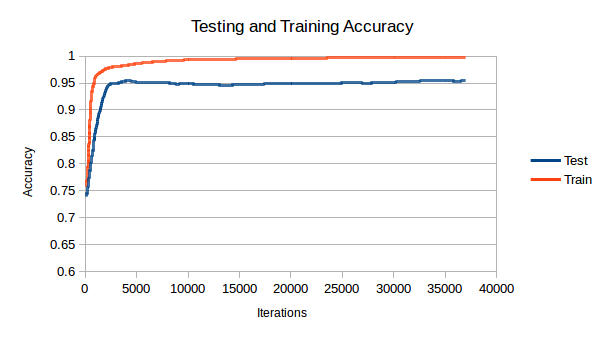 Testing and Training Accuracy
1
0.95
0.9
0.85
0.8
0.75
0.7
0.65
0.6
Accuracy
0 5000 10000 15000 20000 25000 30000 35000 40000
Iterations
Test
Train